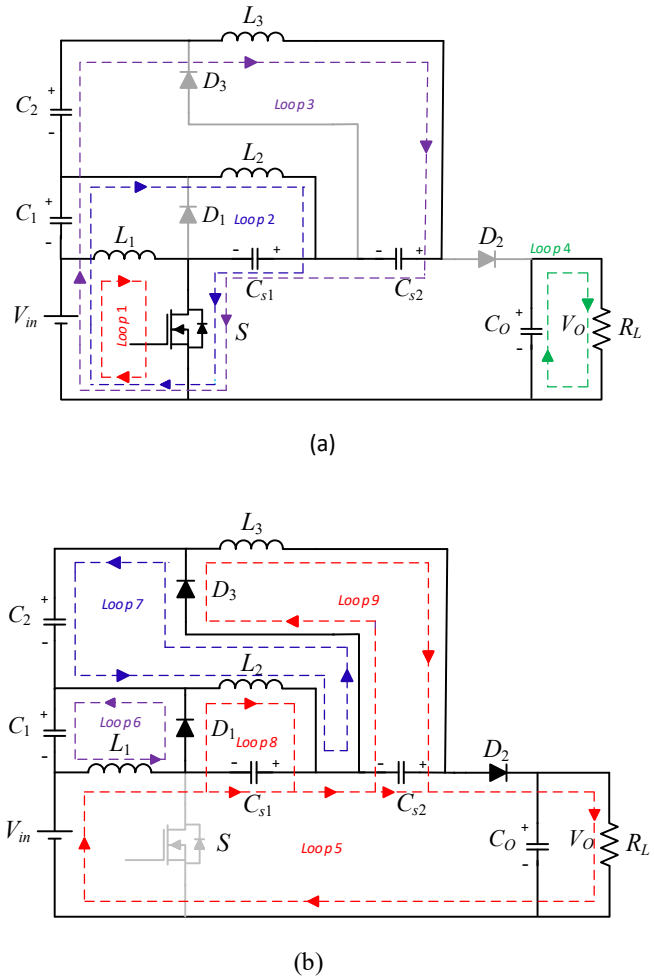 L3
+
C2
-
D3
Loop 3
L2
+
C1
-
D1
Loop 2
L1
- + - +
D2
Loop 4
Cs1 Cs2
Vin
Loop 1
S
+
CO
-
VO
RL
(a)
L3
+
C2
-
Loop 7
D3
Loop 9
L2
+
C1
-
Loop 6
D1
Loop 8
L1
- + - +
D2
Cs1 Cs2
Vin
S
Loop 5
+
CO
-
VO
RL
(b)